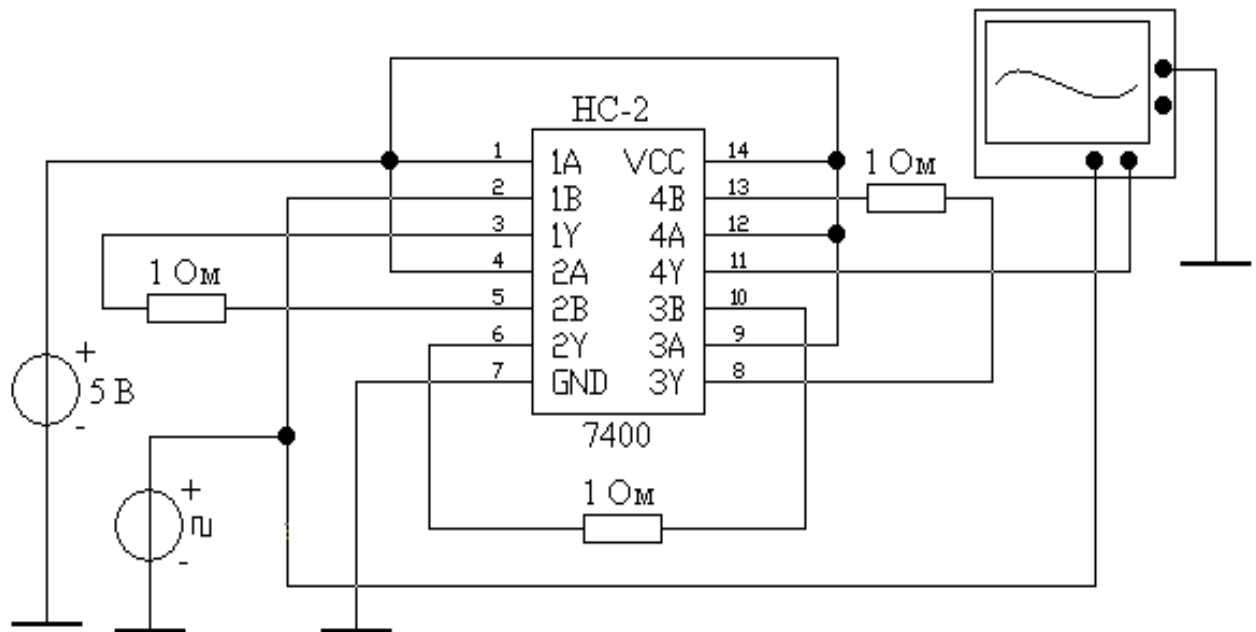 НС-2
1 1A VCC 14
2 1B 4B 13
3 1Y 4A 12
4 2A 4Y 11
5 2B 3B 10
6 2Y 3A 9
7 GND 3Y 8
7400
1 Ом
1 Ом
+
5 В
-
+
-
1 Ом